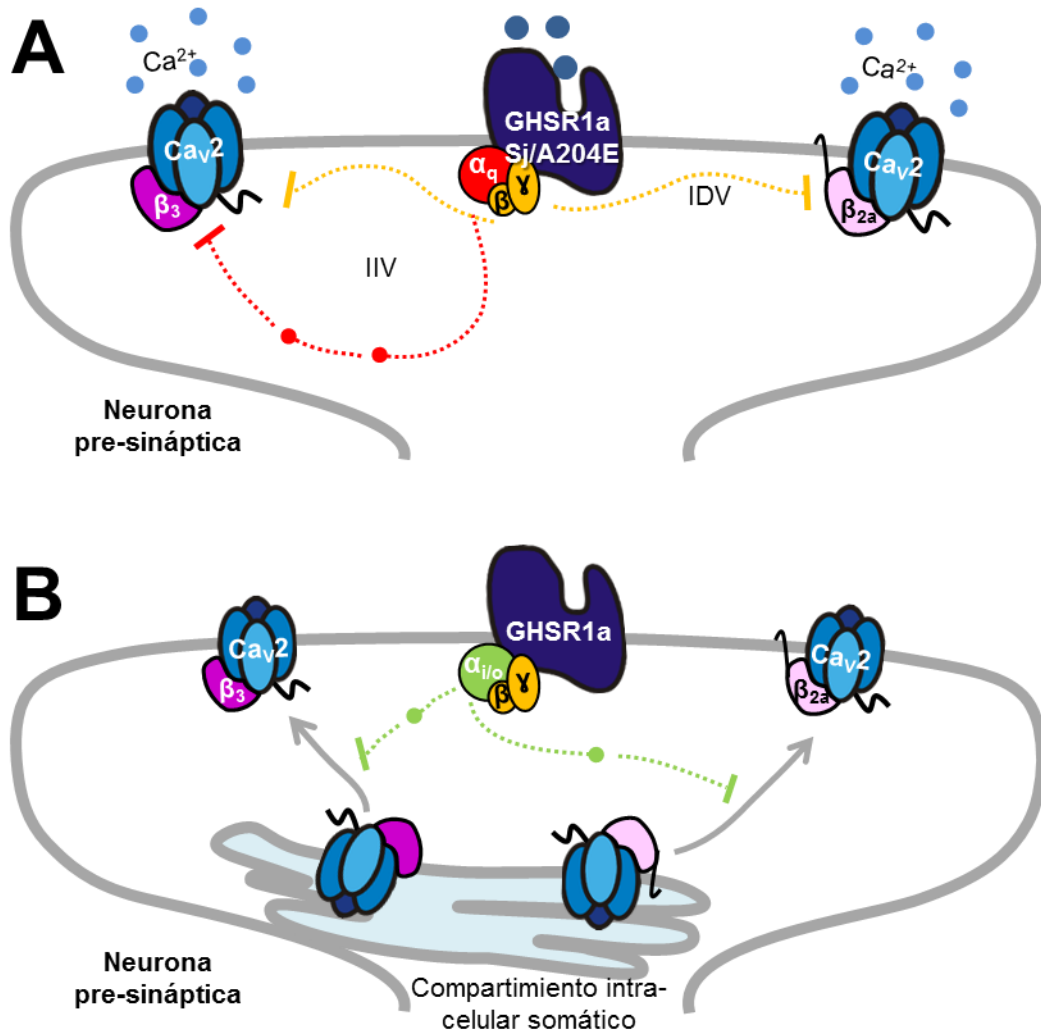 A
Ca²⁺
Ca²⁺
CaV2
GHSR1a
Sj/A204E
CaV2
αq
β3
β
ɣ
IDV
β2a
IIV
Neurona
pre-sináptica
B
CaV2
GHSR1a
CaV2
αi/o
β3
β
ɣ
β2a
Neurona
pre-sináptica
Compartimiento intra-
celular somático